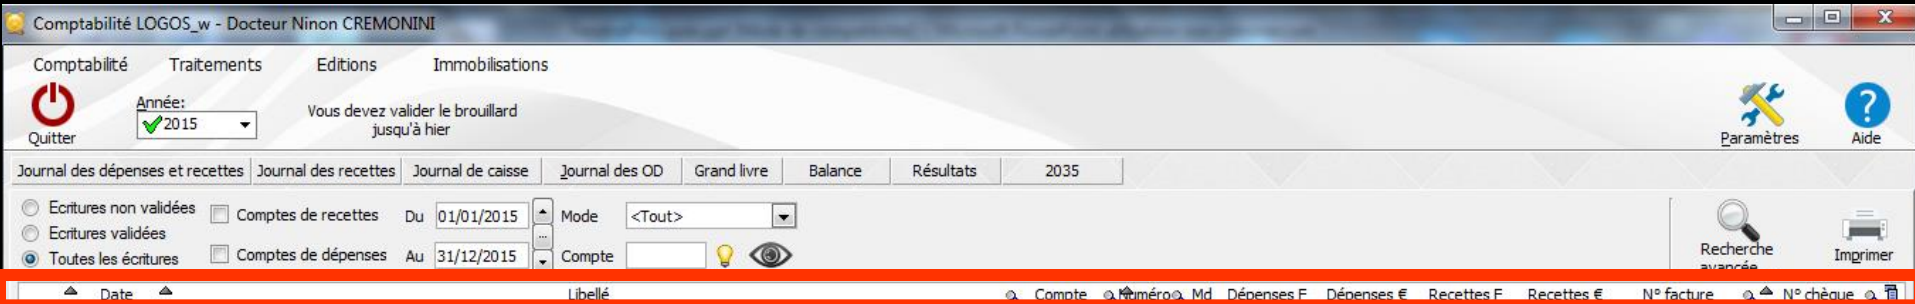 Comptabilité LOGOS_w - Docteur Ninon CREMONINI
Comptabilité Traitements Editions Immobilisations
Année:
2015
Vous devez valider le brouillard
jusqu'à hier
Quitter
Paramètres
Aide
Journal des dépenses et recettes Journal des recettes Journal de caisse Journal des OD Grand livre Balance Résultats 2035
Ecritures non validées
Ecritures validées
Toutes les écritures
Comptes de recettes
Comptes de dépenses
Du 01/01/2015
...
Au 31/12/2015
Mode <Tout>
Compte
Recherche
avancée
Imprimer
Date Libellé Compte Numéro Md Dépenses F Dépenses € Recettes F Recettes € N° facture N° chèque